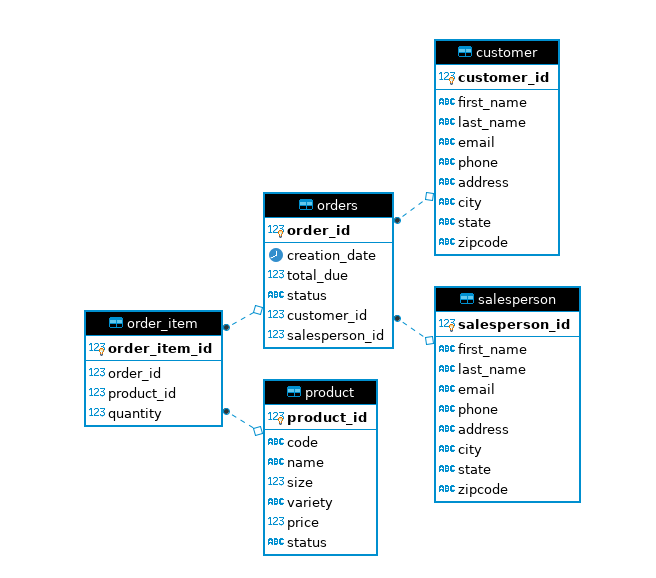 customer
123 customer_id
ABC first_name
ABC last_name
ABC email
ABC phone
ABC address
ABC city
ABC state
ABC zipcode
orders
123 order_id
creation_date
123 total_due
ABC status
123 customer_id
123 salesperson_id
salesperson
123 salesperson_id
ABC first_name
ABC last_name
ABC email
ABC phone
ABC address
ABC city
ABC state
ABC zipcode
order_item
123 order_item_id
123 order_id
123 product_id
123 quantity
product
123 product_id
ABC code
ABC name
123 size
ABC variety
123 price
ABC status